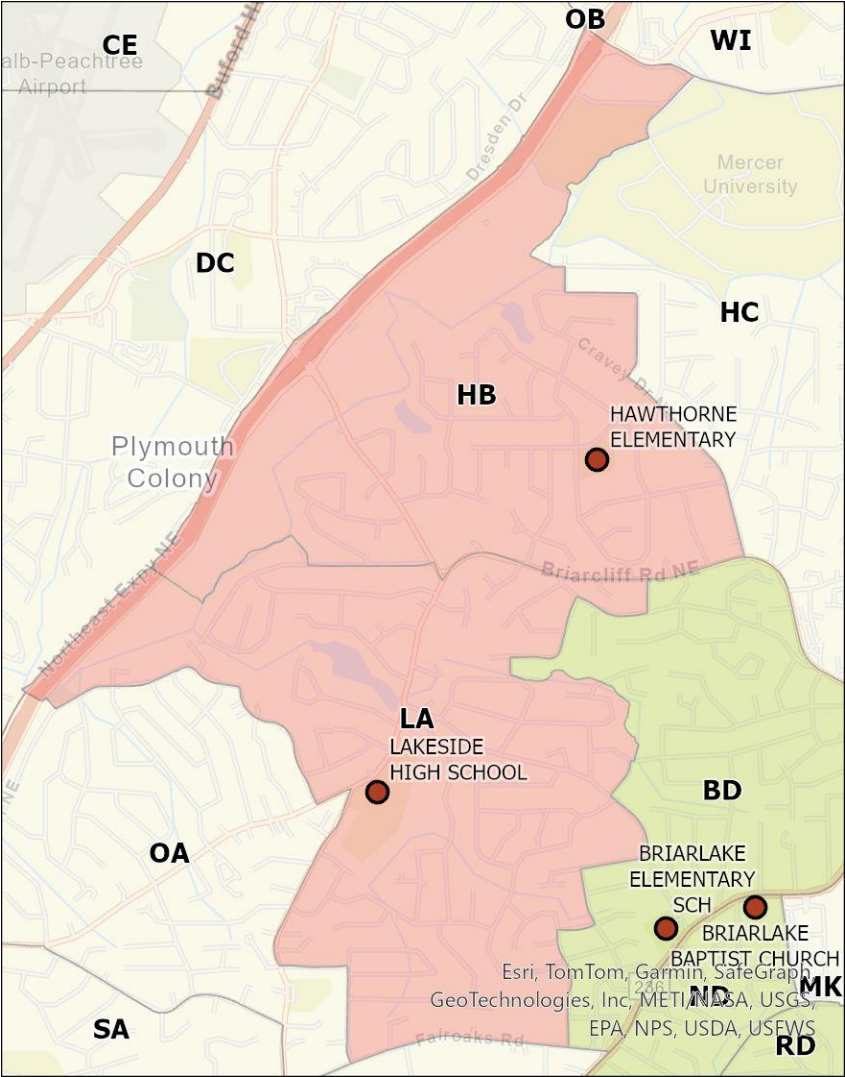 OB
WI
CE
alb-Peachtree
Airport
Buford H
Dresden Dr
Mercer
University
DC
HC
Cravey Dr N
HB
HAWTHORNE
ELEMENTARY
Plymouth
Colony
Northeast Expy NE
Briarcliff Rd NE
LA
LAKESIDE
HIGH SCHOOL
NE
BD
OA
BRIARLAKE
ELEMENTARY
SCH
BRIARLAKE
BAPTIST CHURCH
Esri, TomTom, Garmin, SafeGraph,
236
ND
MK
GeoTechnologies, Inc, METI/NASA, USGS,
EPA, NPS, USDA, USFWS
SA
Fairoaks Rd
RD